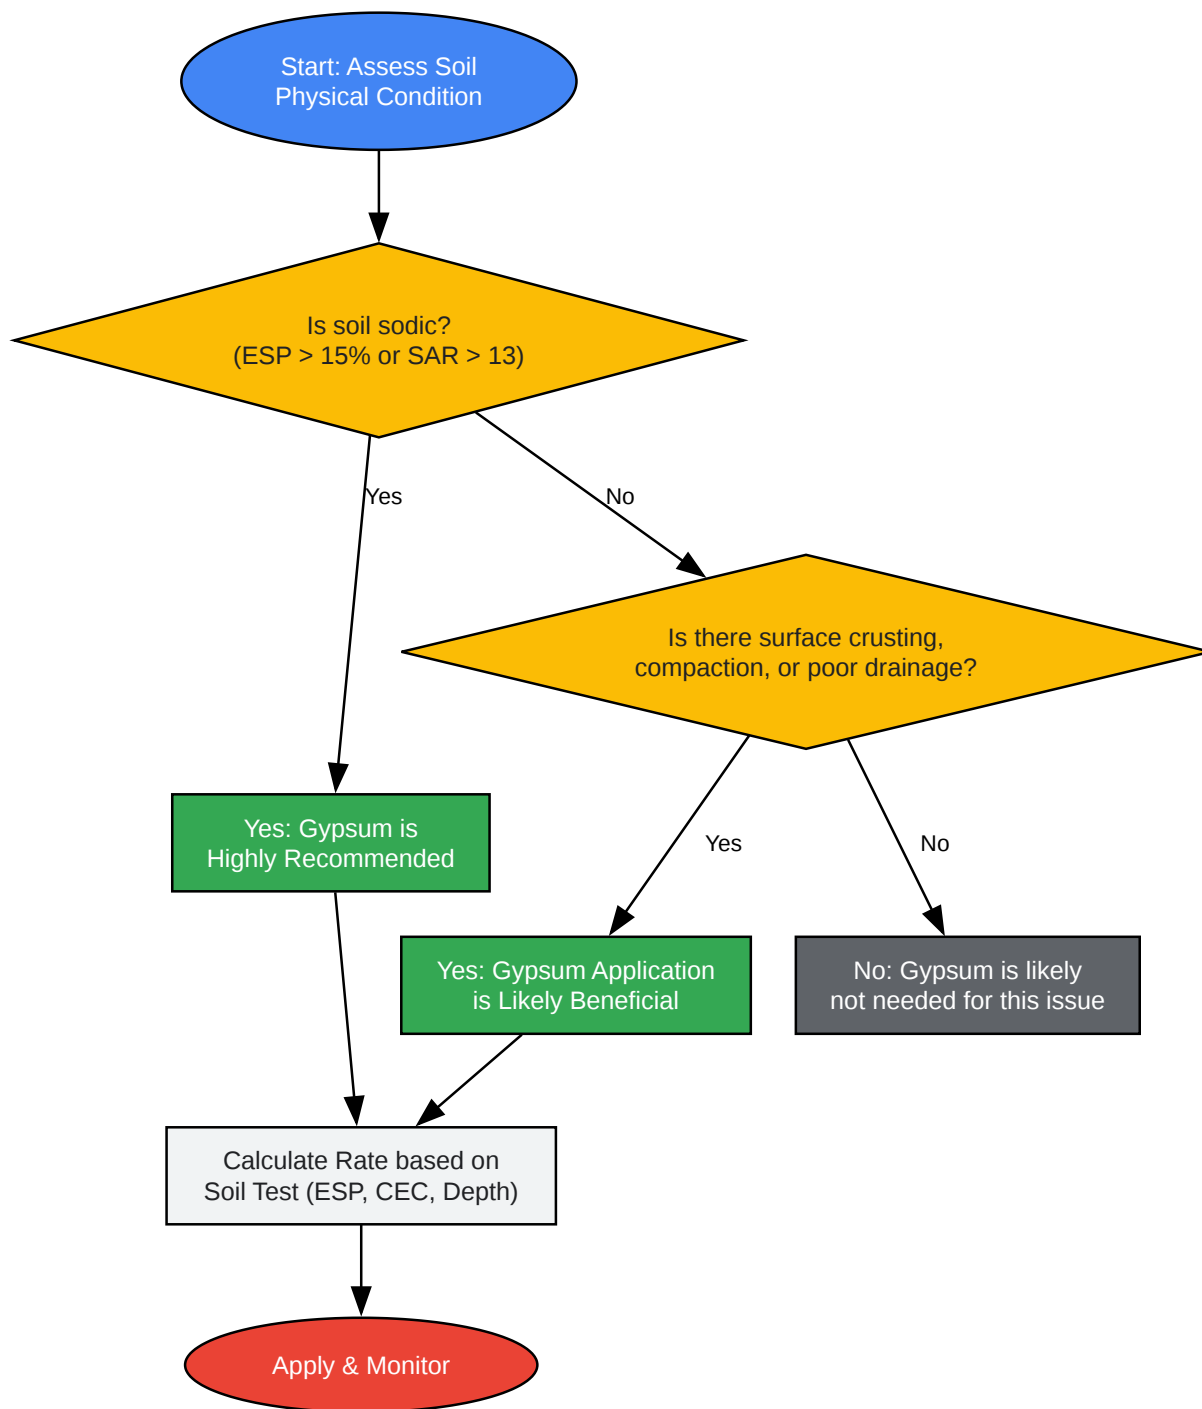 Start: Assess Soil
Physical Condition
Is soil sodic?
(ESP > 15% or SAR > 13)
Yes
No
Is there surface crusting,
compaction, or poor drainage?
Yes: Gypsum is
Highly Recommended
Yes
No
Yes: Gypsum Application
is Likely Beneficial
No: Gypsum is likely
not needed for this issue
Calculate Rate based on
Soil Test (ESP, CEC, Depth)
Apply & Monitor